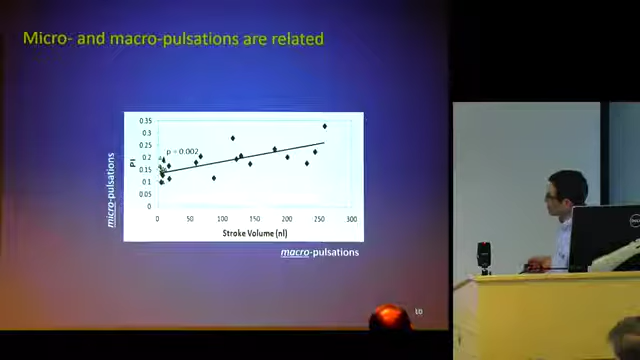 Micro- and macro-pulsations are related
0.35
0.3
0.25
0.2
0.15
0.1
0.05
0
PI
p = 0.002
0 50 100 150 200 250 300
Stroke Volume (nl)
micro-pulsations
macro-pulsations
10
DELL